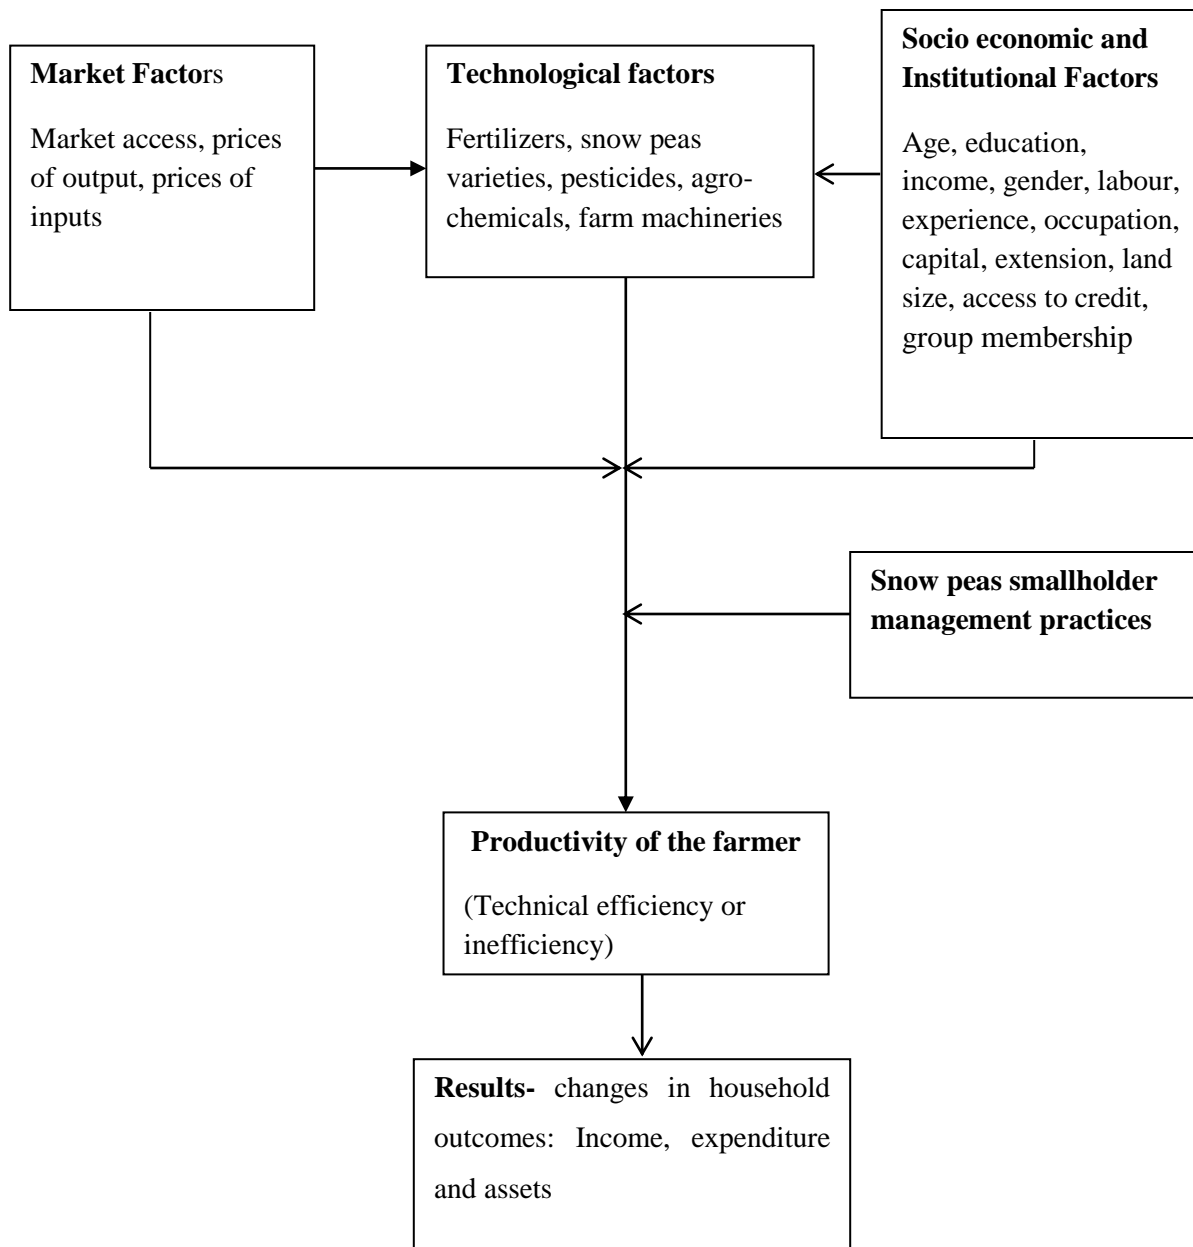 Market Factors
Market access, prices
of output, prices of
inputs
Technological factors
Fertilizers, snow peas
varieties, pesticides, agro-
chemicals, farm machineries
Socio economic and
Institutional Factors
Age, education,
income, gender, labour,
experience, occupation,
capital, extension, land
size, access to credit,
group membership
Snow peas smallholder
management practices
Productivity of the farmer
(Technical efficiency or
inefficiency)
Results- changes in household
outcomes: Income, expenditure
and assets